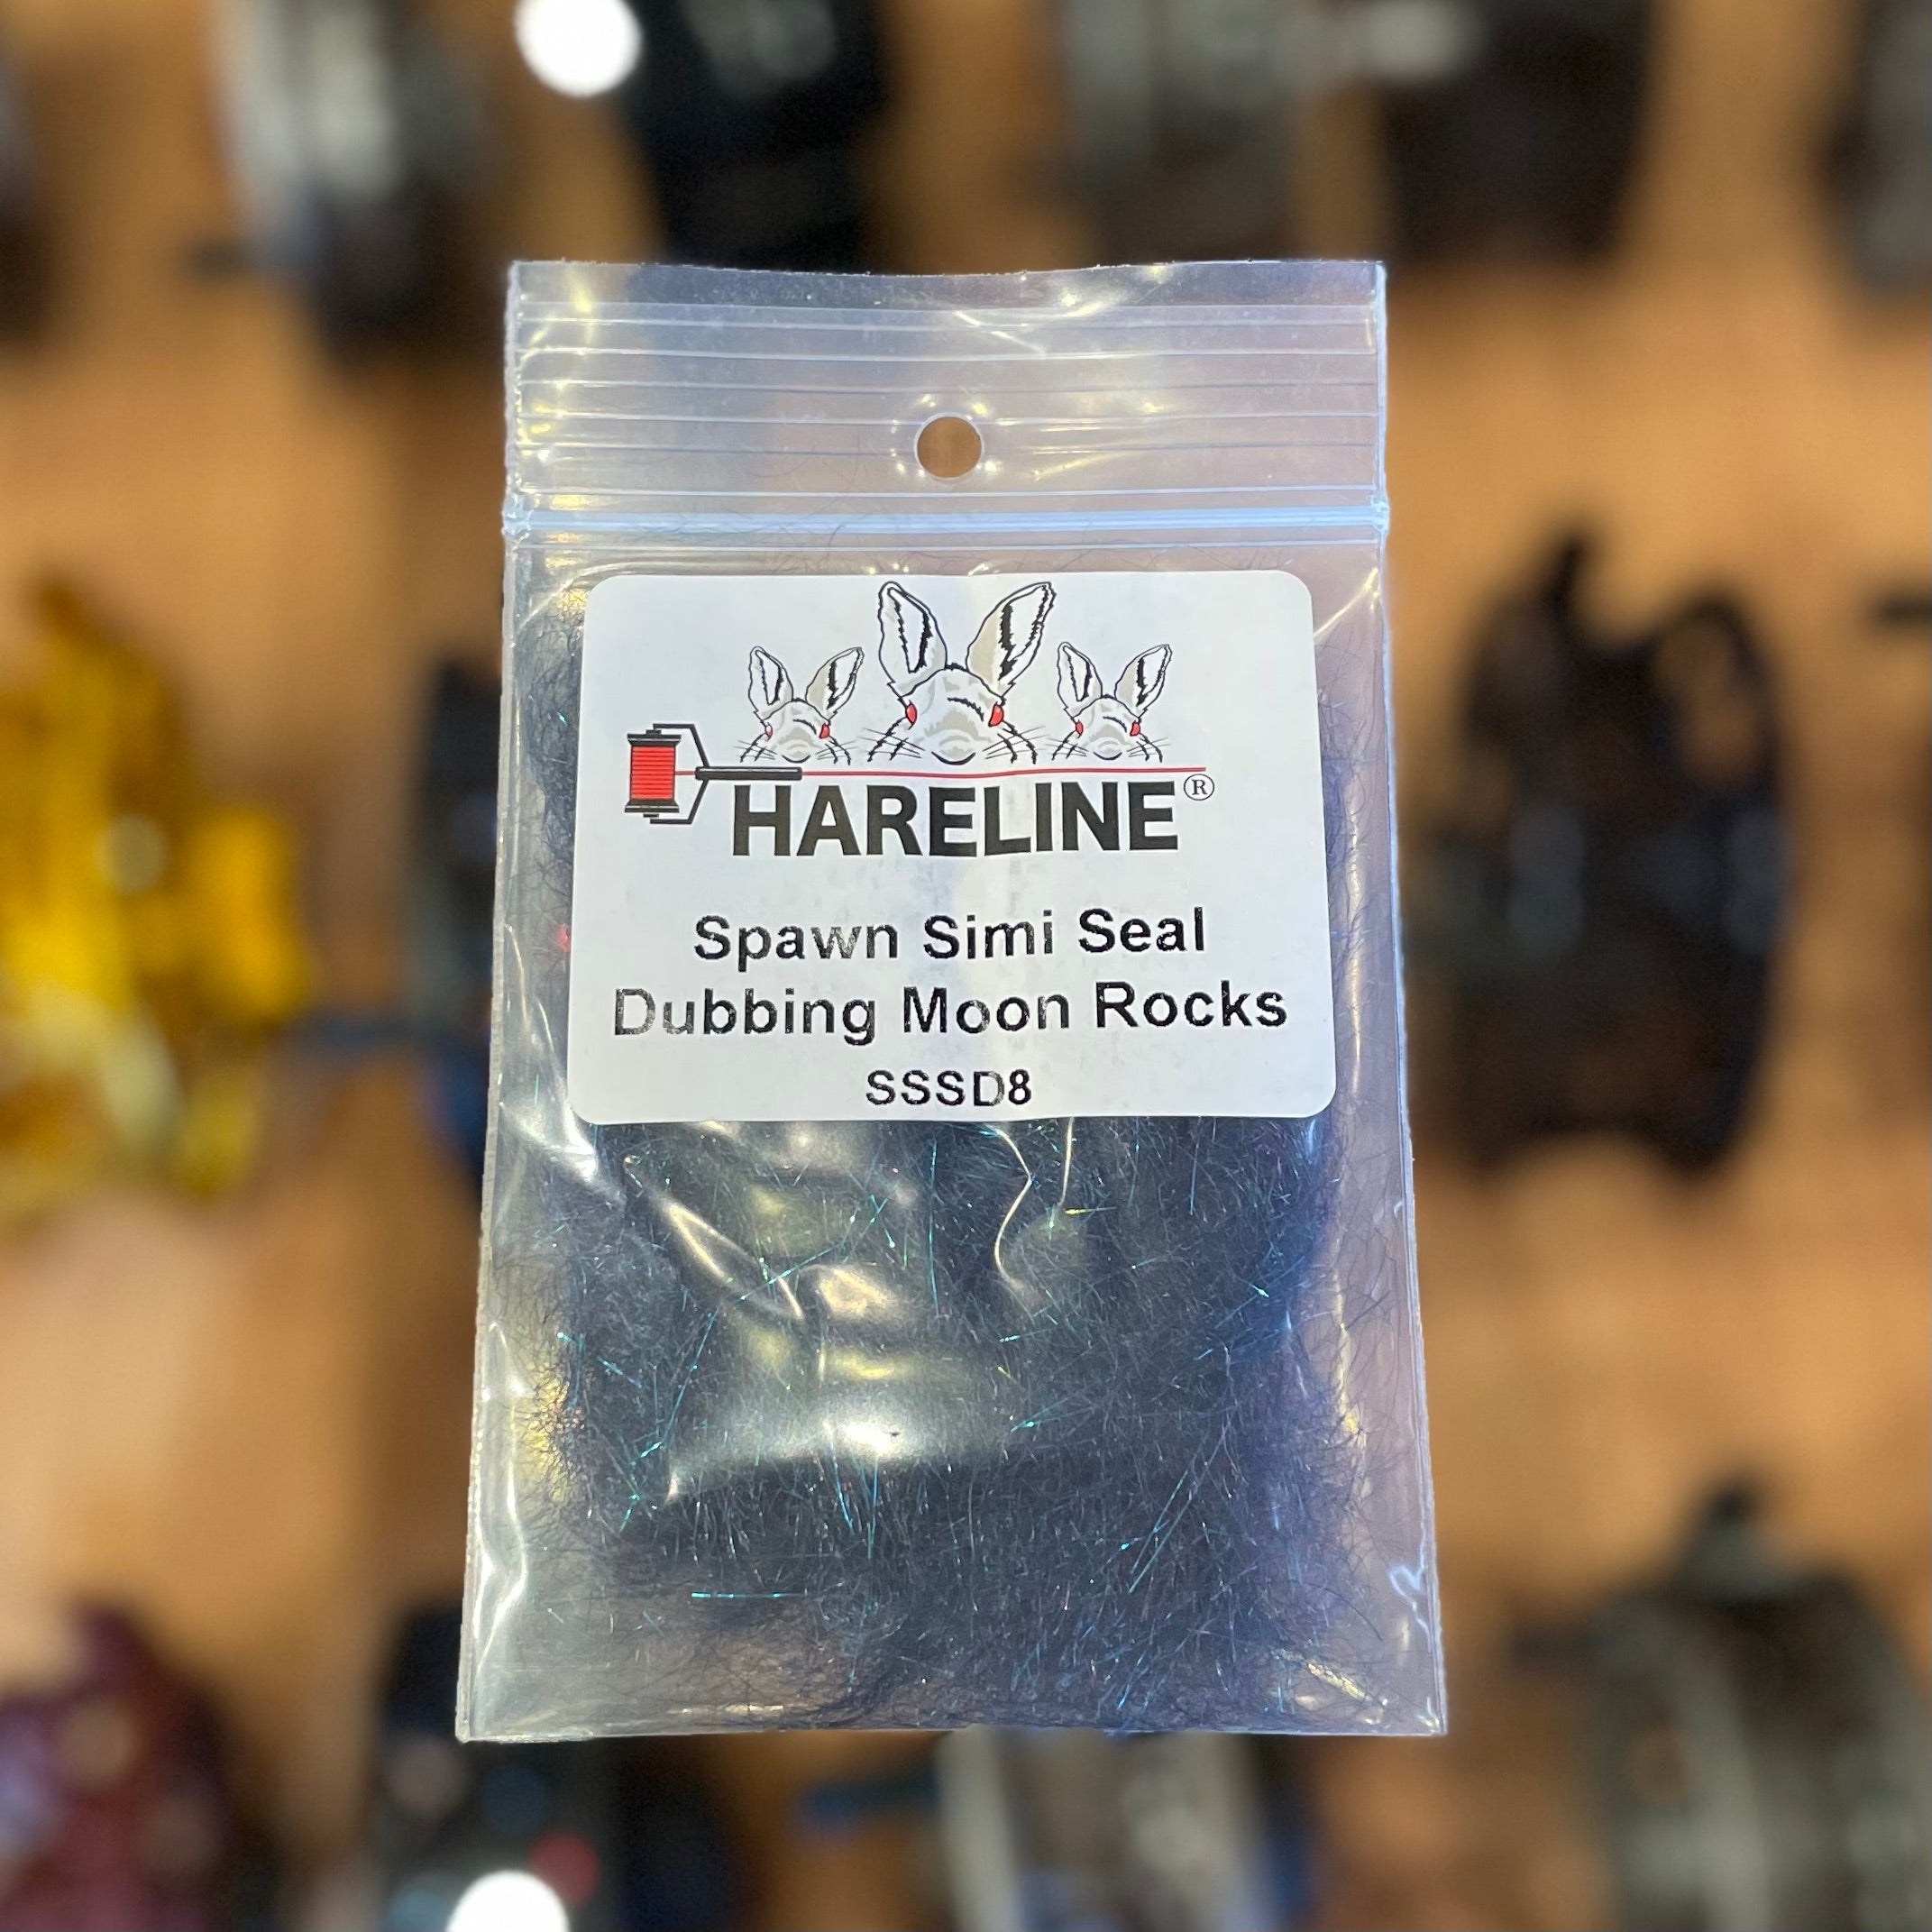 HARELINE®
Spawn Simi Seal
Dubbing Moon Rocks
SSSD8